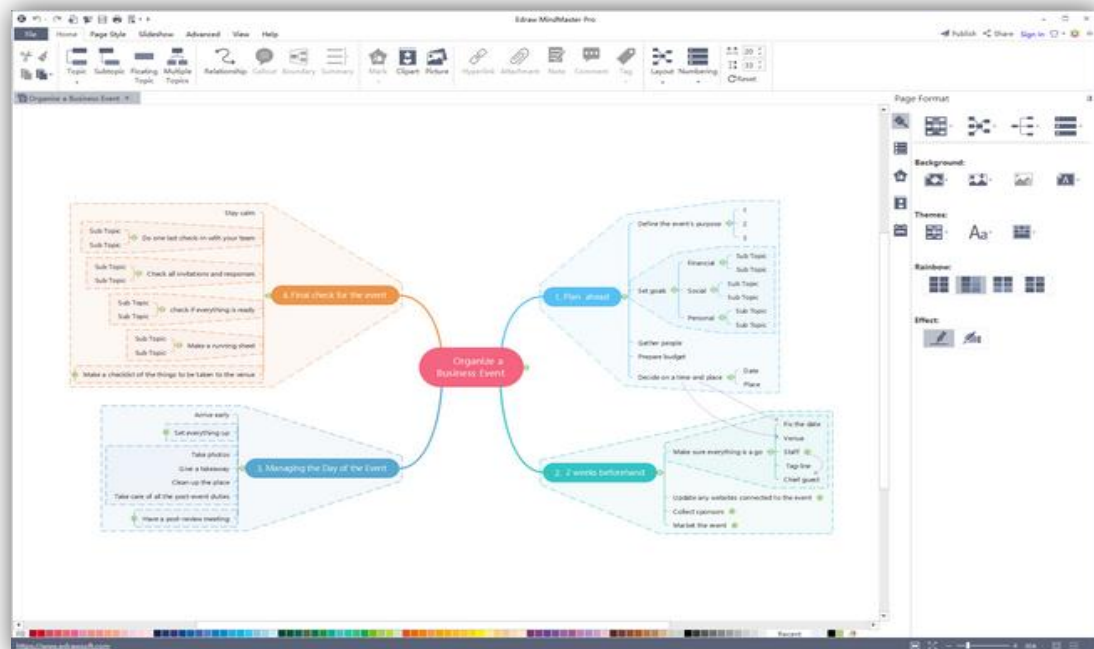 Edraw MindMaster Pro
File Home Page Style Slideshow Advanced View Help
Publish Share Sign In
Topic Subtopic Floating Topic Multiple Topics Relationship Callout Boundary Summary Mark Clipart Picture Hyperlink Attachment Note Comment Tag Layout Numbering
20
33
Reset
Organize a Business Event
Page Format
Background:
Themes:
Aa
Rainbow:
Effect:
Organize a
Business Event
1. Plan ahead
Define the event's purpose
1
2
3
Set goals
Financial
Sub Topic
Sub Topic
Social
Sub Topic
Sub Topic
Personal
Sub Topic
Sub Topic
Gather people
Prepare budget
Decide on a time and place
Date
Place
2. 2 weeks beforehand
Make sure everything is a go
Fix the date
Venue
Staff
Tag-line
Chief guest
Update any websites connected to the event
Collect sponsors
Market the event
3. Managing the Day of the Event
Arrive early
Set everything up
Take photos
Give a takeaway
Clean up the place
Take care of all the post-event duties
Have a post-review meeting
4. Final check for the event
Stay calm
Do one last check-in with your team
Sub Topic
Sub Topic
Check all invitations and responses
Sub Topic
Sub Topic
check if everything is ready
Sub Topic
Sub Topic
Make a running sheet
Sub Topic
Sub Topic
Make a checklist of the things to be taken to the venue
Recent
https://www.edrawsoft.com